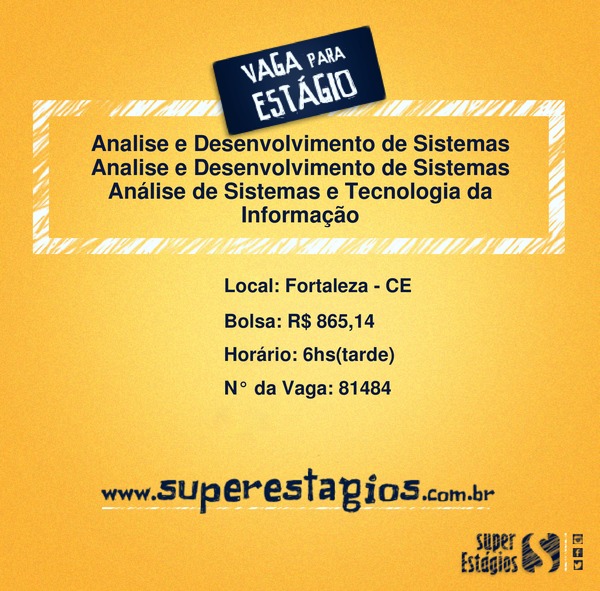 VAGA PARA
ESTÁGIO
Analise e Desenvolvimento de Sistemas
Analise e Desenvolvimento de Sistemas
Análise de Sistemas e Tecnologia da
Informação
Local: Fortaleza - CE
Bolsa: R$ 865,14
Horário: 6hs(tarde)
N° da Vaga: 81484
www.superestagios.com.br
super
Estágios